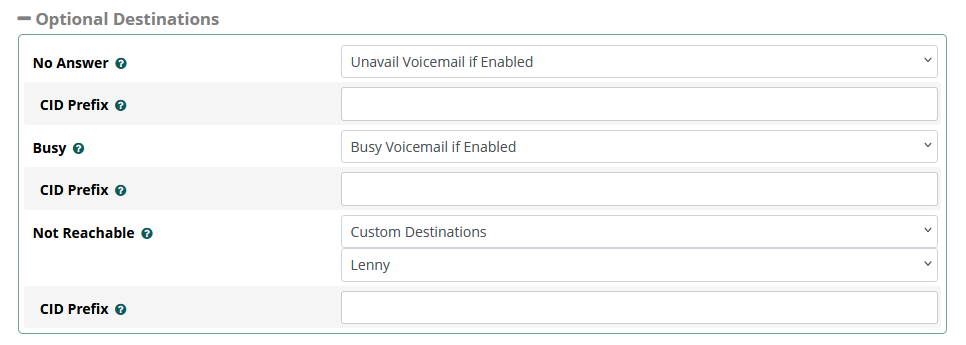 Optional Destinations
No Answer ?
Unavail Voicemail if Enabled
CID Prefix ?
Busy ?
Busy Voicemail if Enabled
CID Prefix ?
Not Reachable ?
Custom Destinations
Lenny
CID Prefix ?